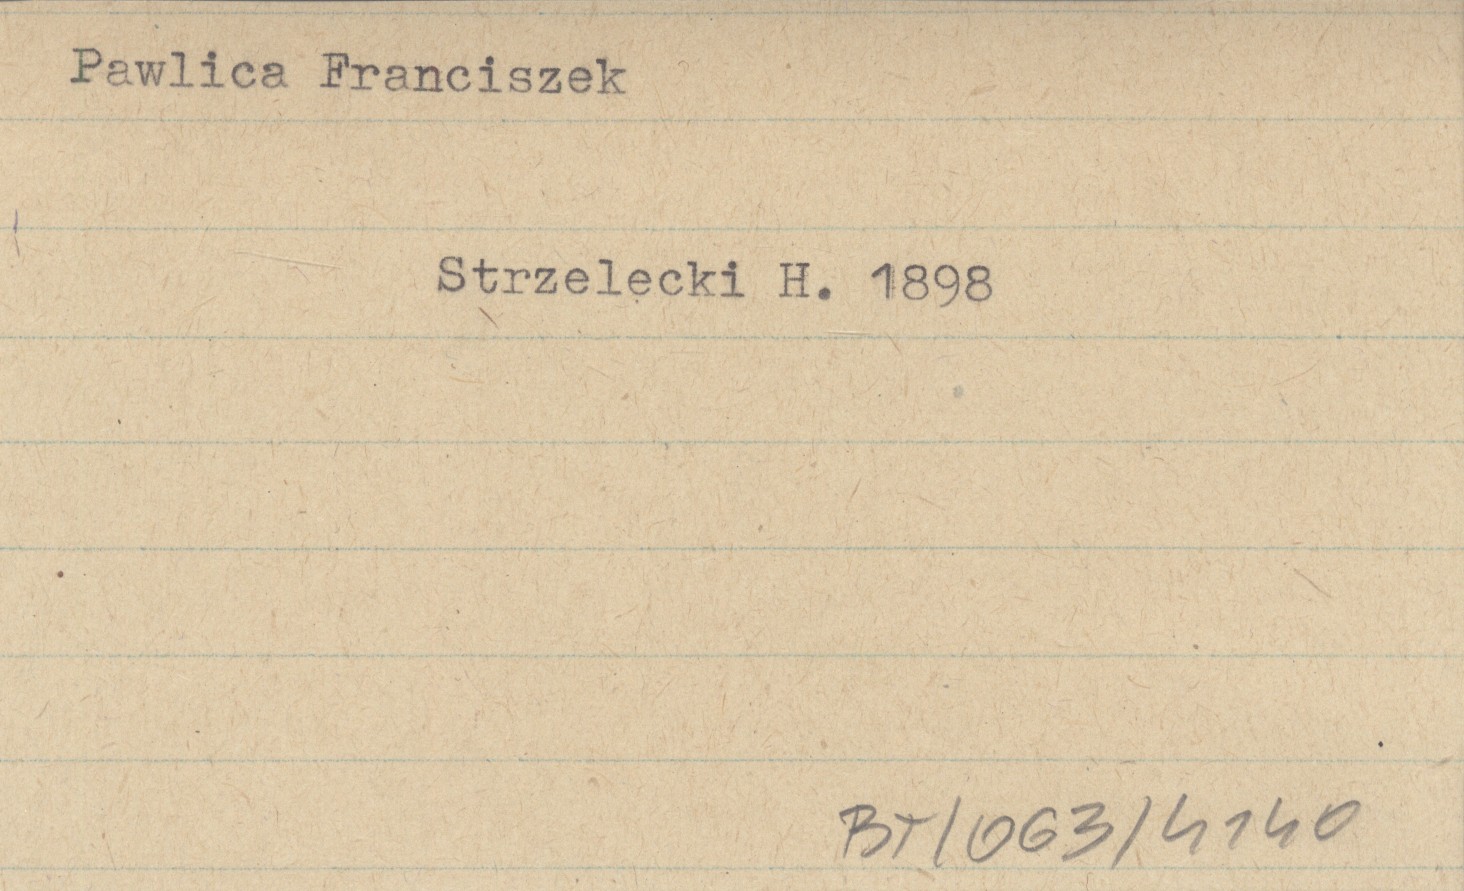 Pawlica Franciszek
Strzelecki H. 1898
BT/063/4140